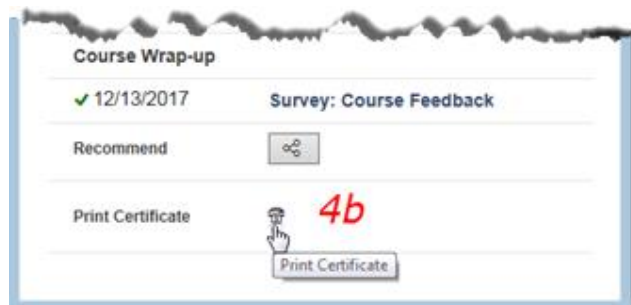 Course Wrap-up
12/13/2017 Survey: Course Feedback
Recommend
Print Certificate 4b
Print Certificate